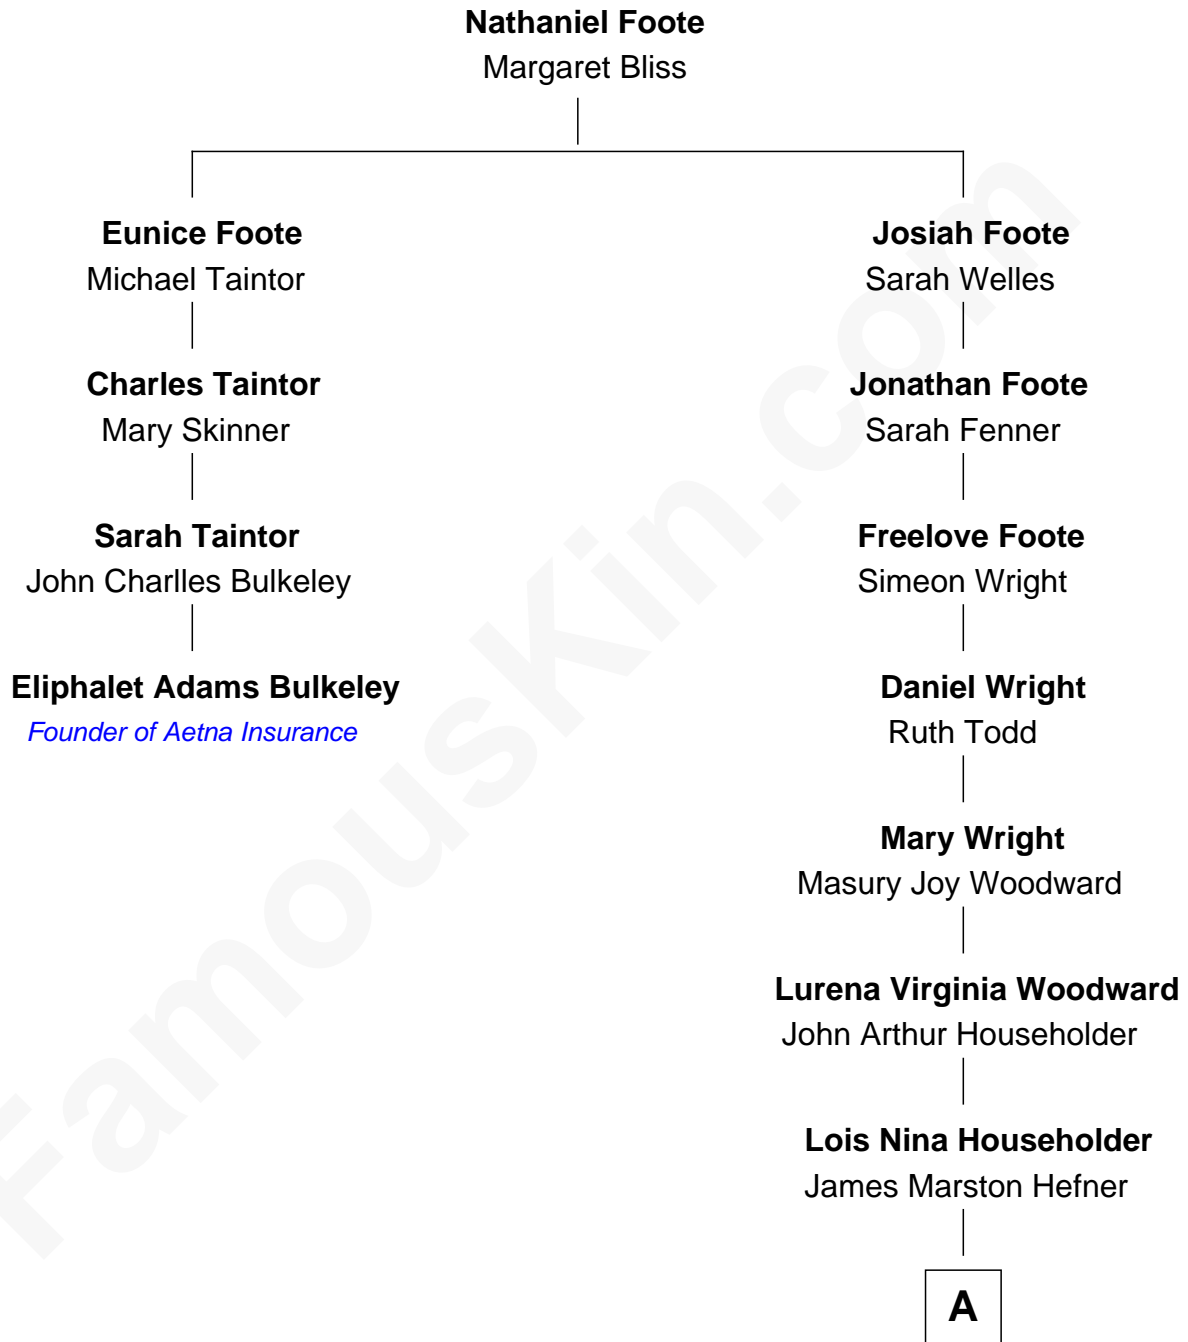 Nathaniel Foote
Margaret Bliss
Eunice Foote
Michael Taintor
Charles Taintor
Mary Skinner
Sarah Taintor
John Charlles Bulkeley
Eliphalet Adams Bulkeley
Founder of Aetna Insurance
Josiah Foote
Sarah Welles
Jonathan Foote
Sarah Fenner
Freelove Foote
Simeon Wright
Daniel Wright
Ruth Todd
Mary Wright
Masury Joy Woodward
Lurena Virginia Woodward
John Arthur Householder
Lois Nina Householder
James Marston Hefner
A
FamousKin.com